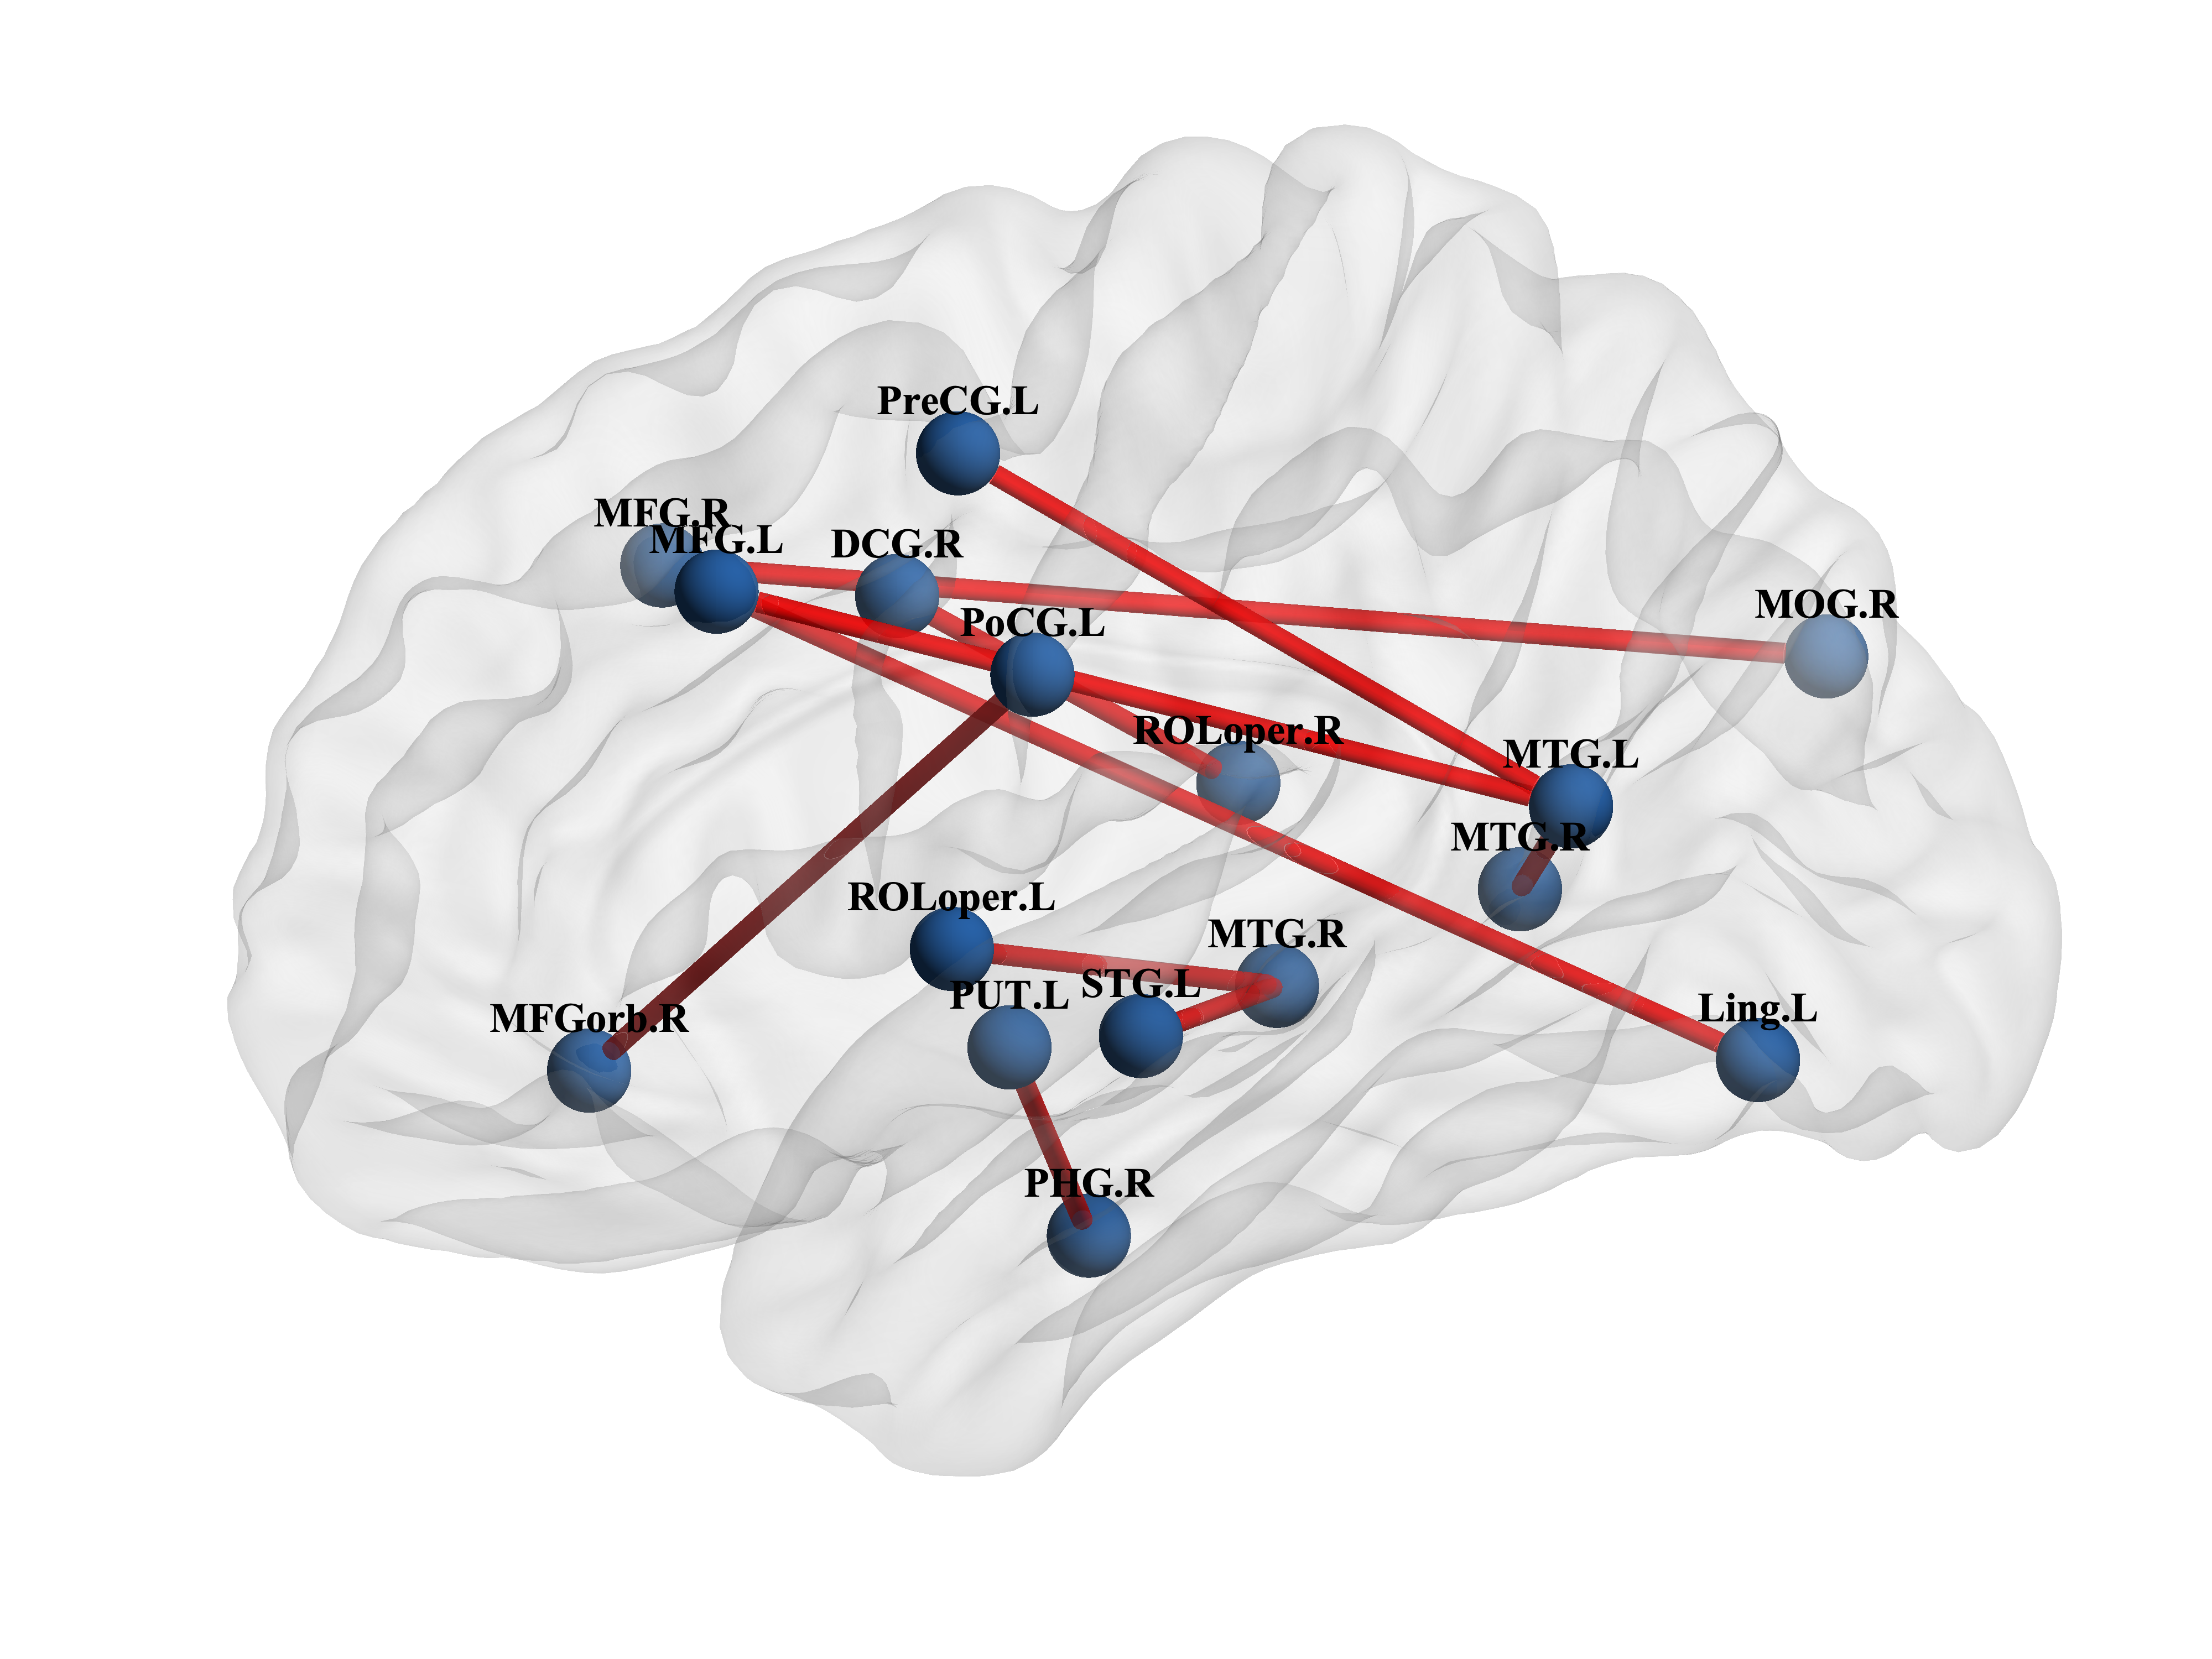 PreCG.L
MFG.R
MFG.L
DCG.R
PoCG.L
MOG.R
ROLoper.R
MTG.L
MTG.R
ROLoper.L
MTG.R
STG.L
PUT.L
MFGorb.R
Ling.L
PHG.R